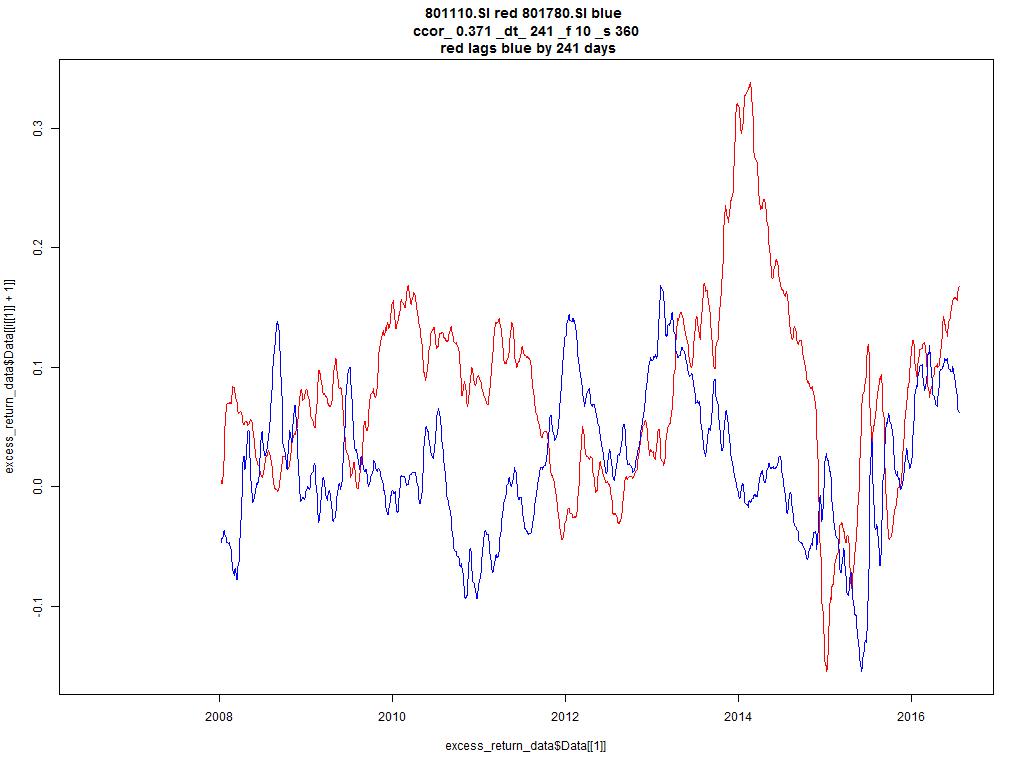 801110.SI red 801780.SI blue
ccor_ 0.371 _dt_ 241 _f 10 _s 360
red lags blue by 241 days
excess_return_data$Data[[i[[1]] + 1]]
0.3
0.2
0.1
0.0
-0.1
2008
2010
2012
2014
2016
excess_return_data$Data[[1]]